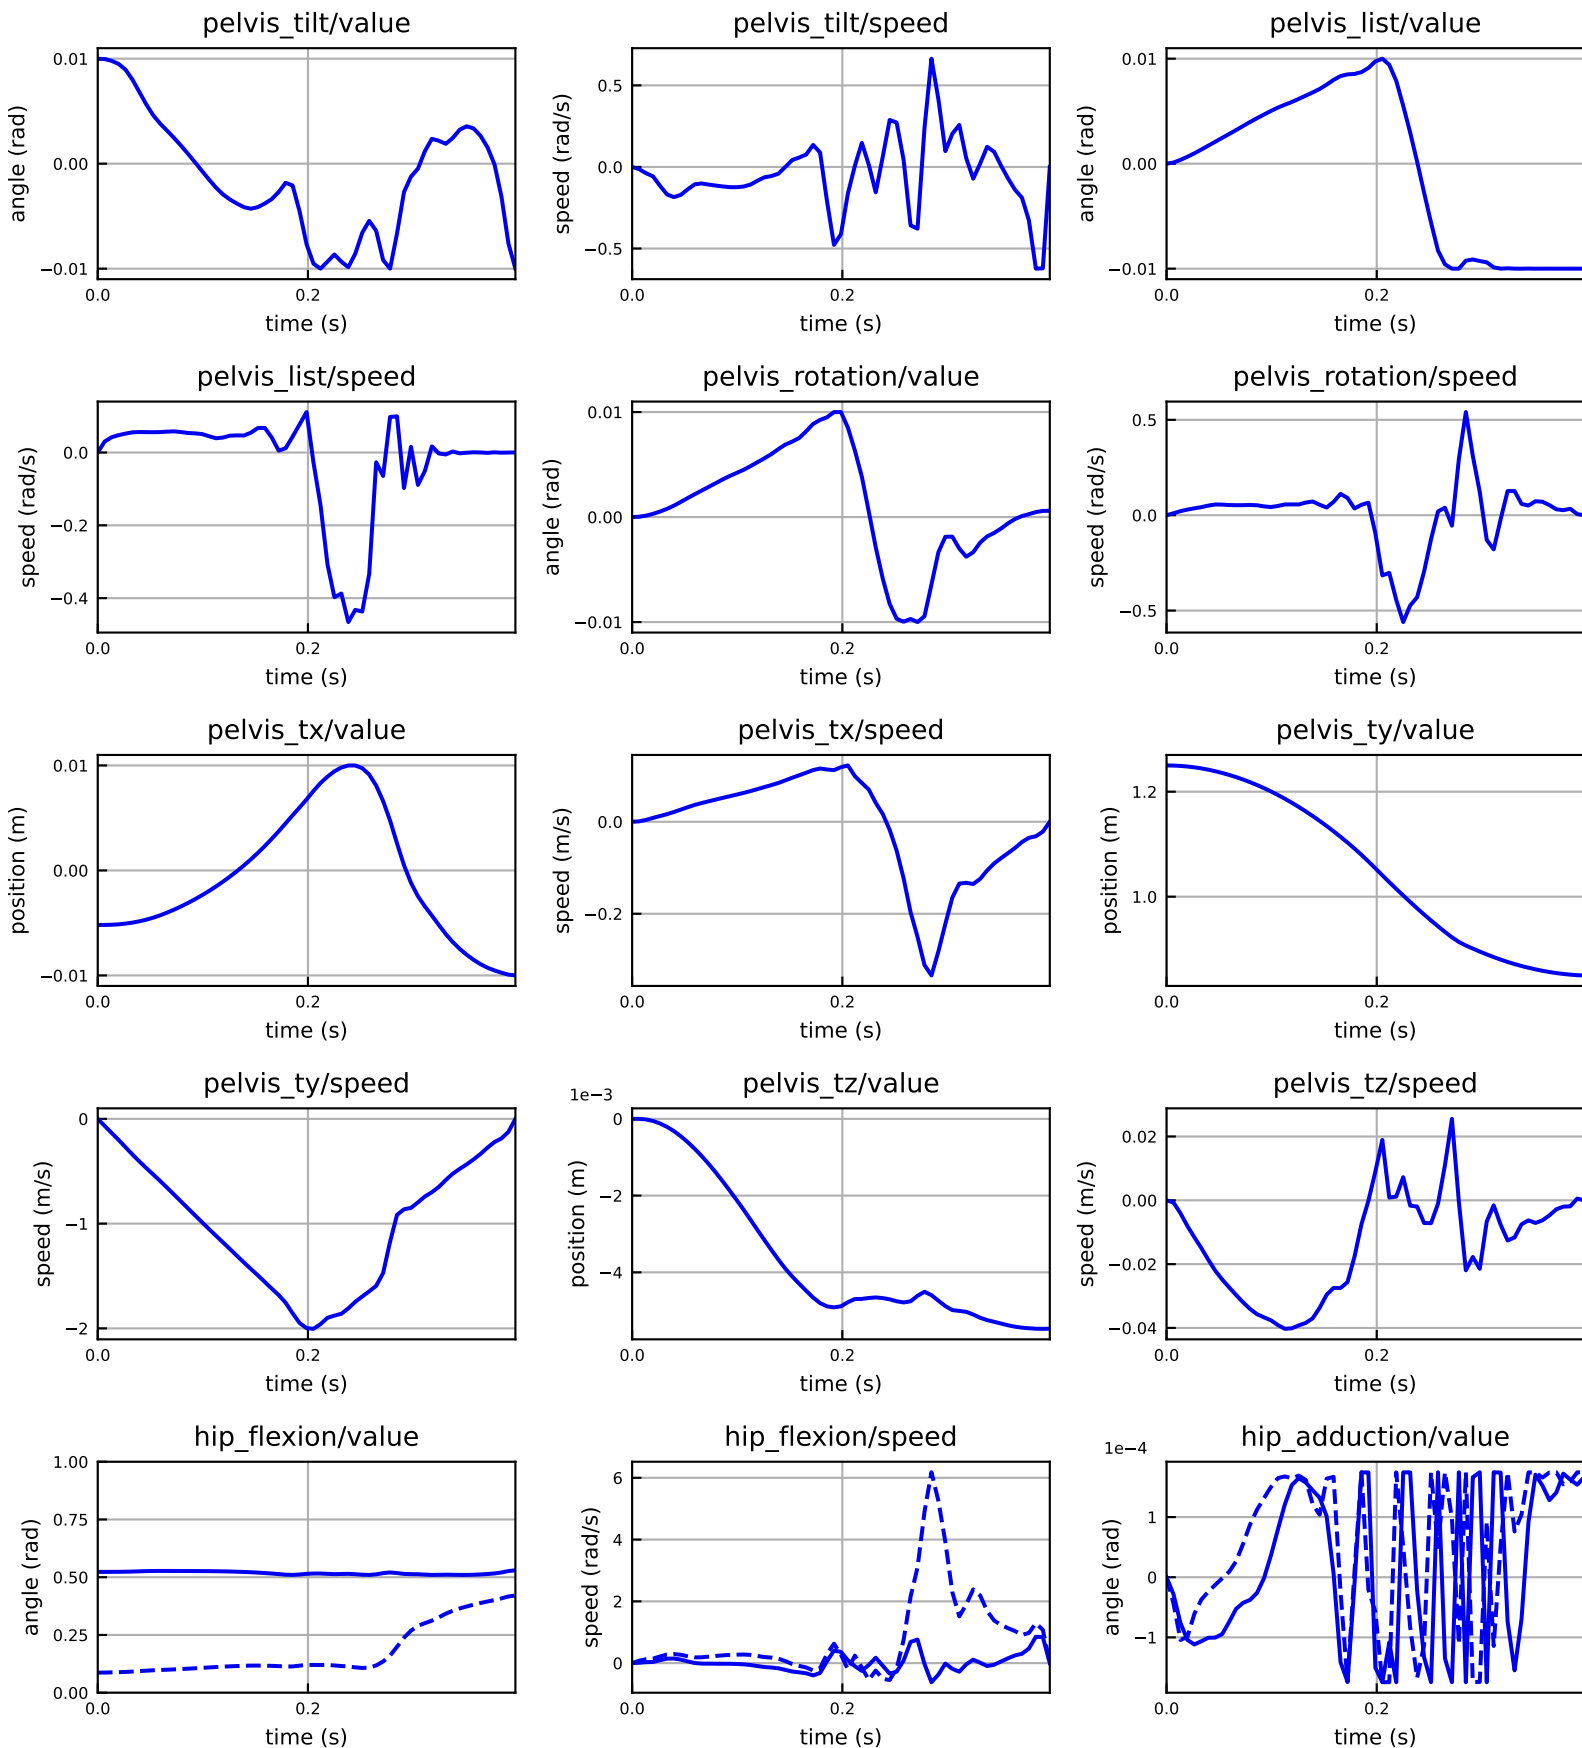 pelvis_tilt/value
angle (rad)
0.01
0.00
−0.01
0.0
0.2
time (s)
pelvis_tilt/speed
speed (rad/s)
0.5
0.0
−0.5
0.0
0.2
time (s)
pelvis_list/value
angle (rad)
0.01
0.00
−0.01
0.0
0.2
time (s)
pelvis_list/speed
speed (rad/s)
0.0
−0.2
−0.4
0.0
0.2
time (s)
pelvis_rotation/value
angle (rad)
0.01
0.00
−0.01
0.0
0.2
time (s)
pelvis_rotation/speed
speed (rad/s)
0.5
0.0
−0.5
0.0
0.2
time (s)
pelvis_tx/value
position (m)
0.01
0.00
−0.01
0.0
0.2
time (s)
pelvis_tx/speed
speed (m/s)
0.0
−0.2
0.0
0.2
time (s)
pelvis_ty/value
position (m)
1.2
1.0
0.0
0.2
time (s)
pelvis_ty/speed
speed (m/s)
0
−1
−2
0.0
0.2
time (s)
pelvis_tz/value
1e−3
position (m)
0
−2
−4
0.0
0.2
time (s)
pelvis_tz/speed
speed (m/s)
0.02
0.00
−0.02
−0.04
0.0
0.2
time (s)
hip_flexion/value
angle (rad)
1.00
0.75
0.50
0.25
0.00
0.0
0.2
time (s)
hip_flexion/speed
speed (rad/s)
6
4
2
0
0.0
0.2
time (s)
hip_adduction/value
1e−4
angle (rad)
1
0
−1
0.0
0.2
time (s)